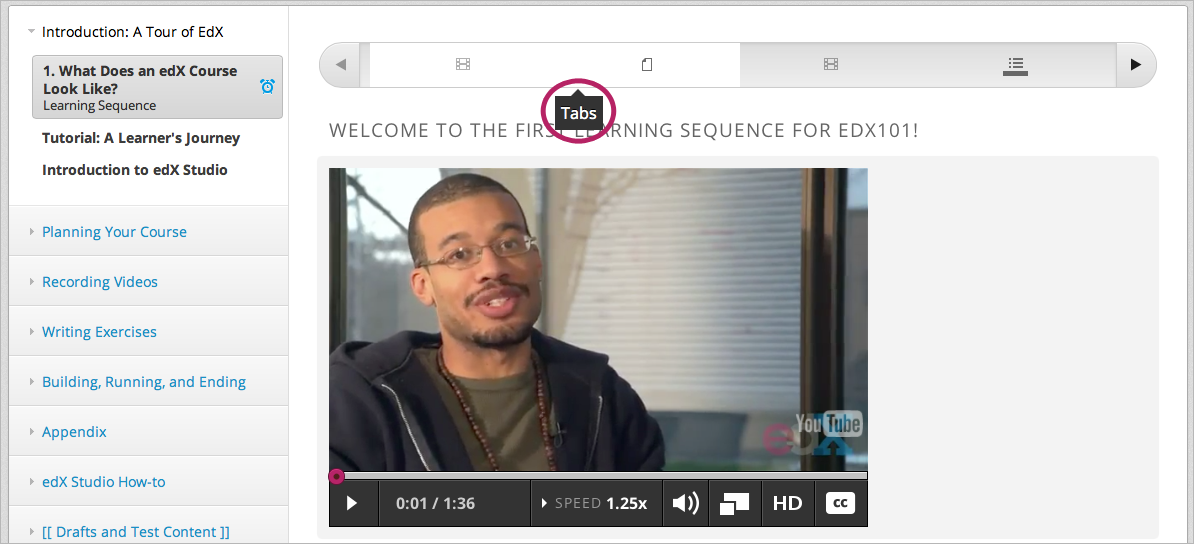 Introduction: A Tour of EdX
1. What Does an edX Course
Look Like?
Learning Sequence
Tutorial: A Learner's Journey
Introduction to edX Studio
Planning Your Course
Recording Videos
Writing Exercises
Building, Running, and Ending
Appendix
edX Studio How-to
[[ Drafts and Test Content ]]
Tabs
WELCOME TO THE FIRST LEARNING SEQUENCE FOR EDX101!
edX
YouTube
0:01 / 1:36
SPEED 1.25x
HD
cc